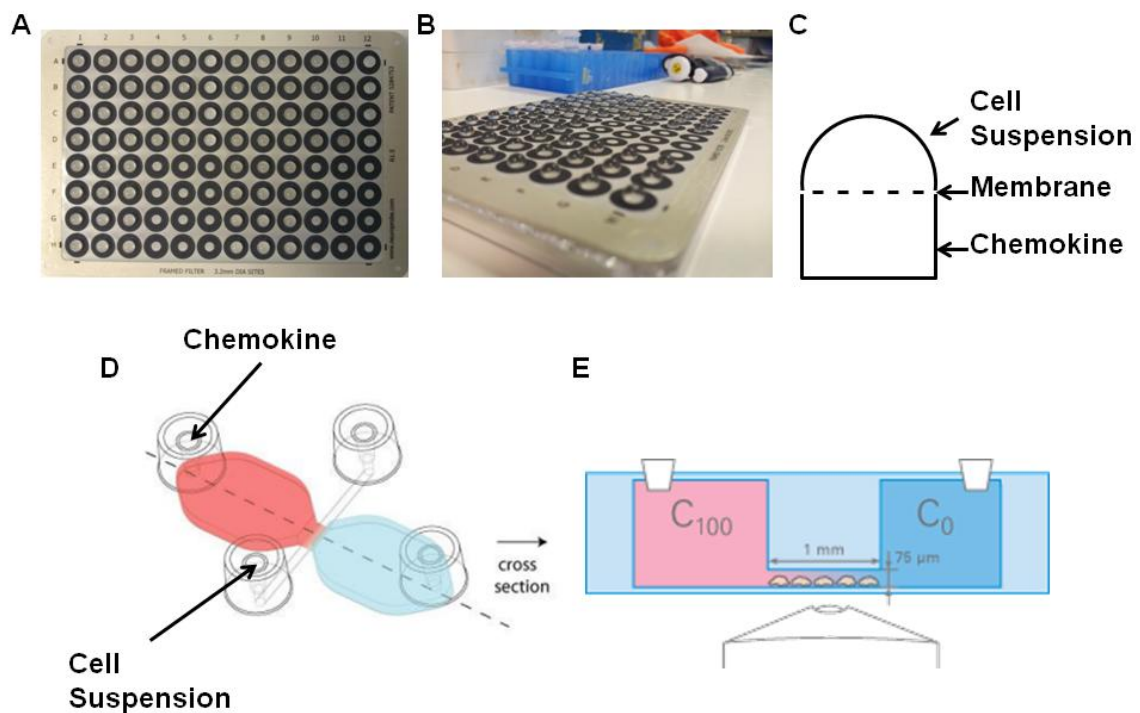 A
1 2 3 4 5 6 7 8 9 10 11 12
A
B
C
D
E
F
G
H
FRAMED FILTER 3.2mm DIA SITES
B
C
Cell
Suspension
Membrane
Chemokine
D
Chemokine
Cell
Suspension
cross
section
E
C100
C0
1 mm
75 µm